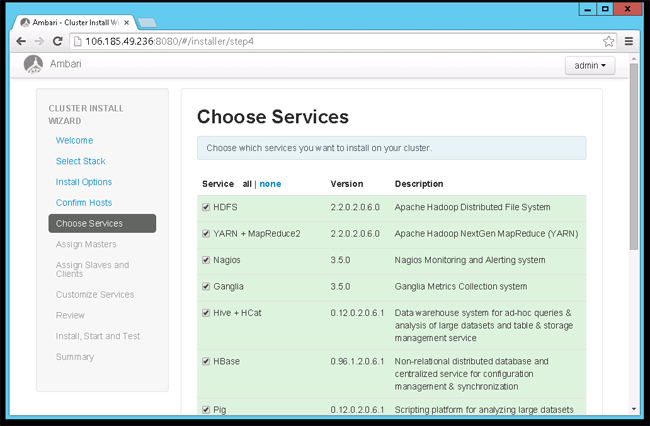 Ambari - Cluster Install Wi
106.185.49.236:8080/#/installer/step4
Ambari
admin
CLUSTER INSTALL
WIZARD
Welcome
Select Stack
Install Options
Confirm Hosts
Choose Services
Assign Masters
Assign Slaves and
Clients
Customize Services
Review
Install, Start and Test
Summary
Choose Services
Choose which services you want to install on your cluster.
Service all | none Version Description
HDFS 2.2.0.2.0.6.0 Apache Hadoop Distributed File System
YARN + MapReduce2 2.2.0.2.0.6.0 Apache Hadoop NextGen MapReduce (YARN)
Nagios 3.5.0 Nagios Monitoring and Alerting system
Ganglia 3.5.0 Ganglia Metrics Collection system
Hive + HCat 0.12.0.2.0.6.1 Data warehouse system for ad-hoc queries &
analysis of large datasets and table & storage
management service
HBase 0.96.1.2.0.6.1 Non-relational distributed database and
centralized service for configuration
management & synchronization
Pig 0.12.0.2.0.6.1 Scripting platform for analyzing large datasets